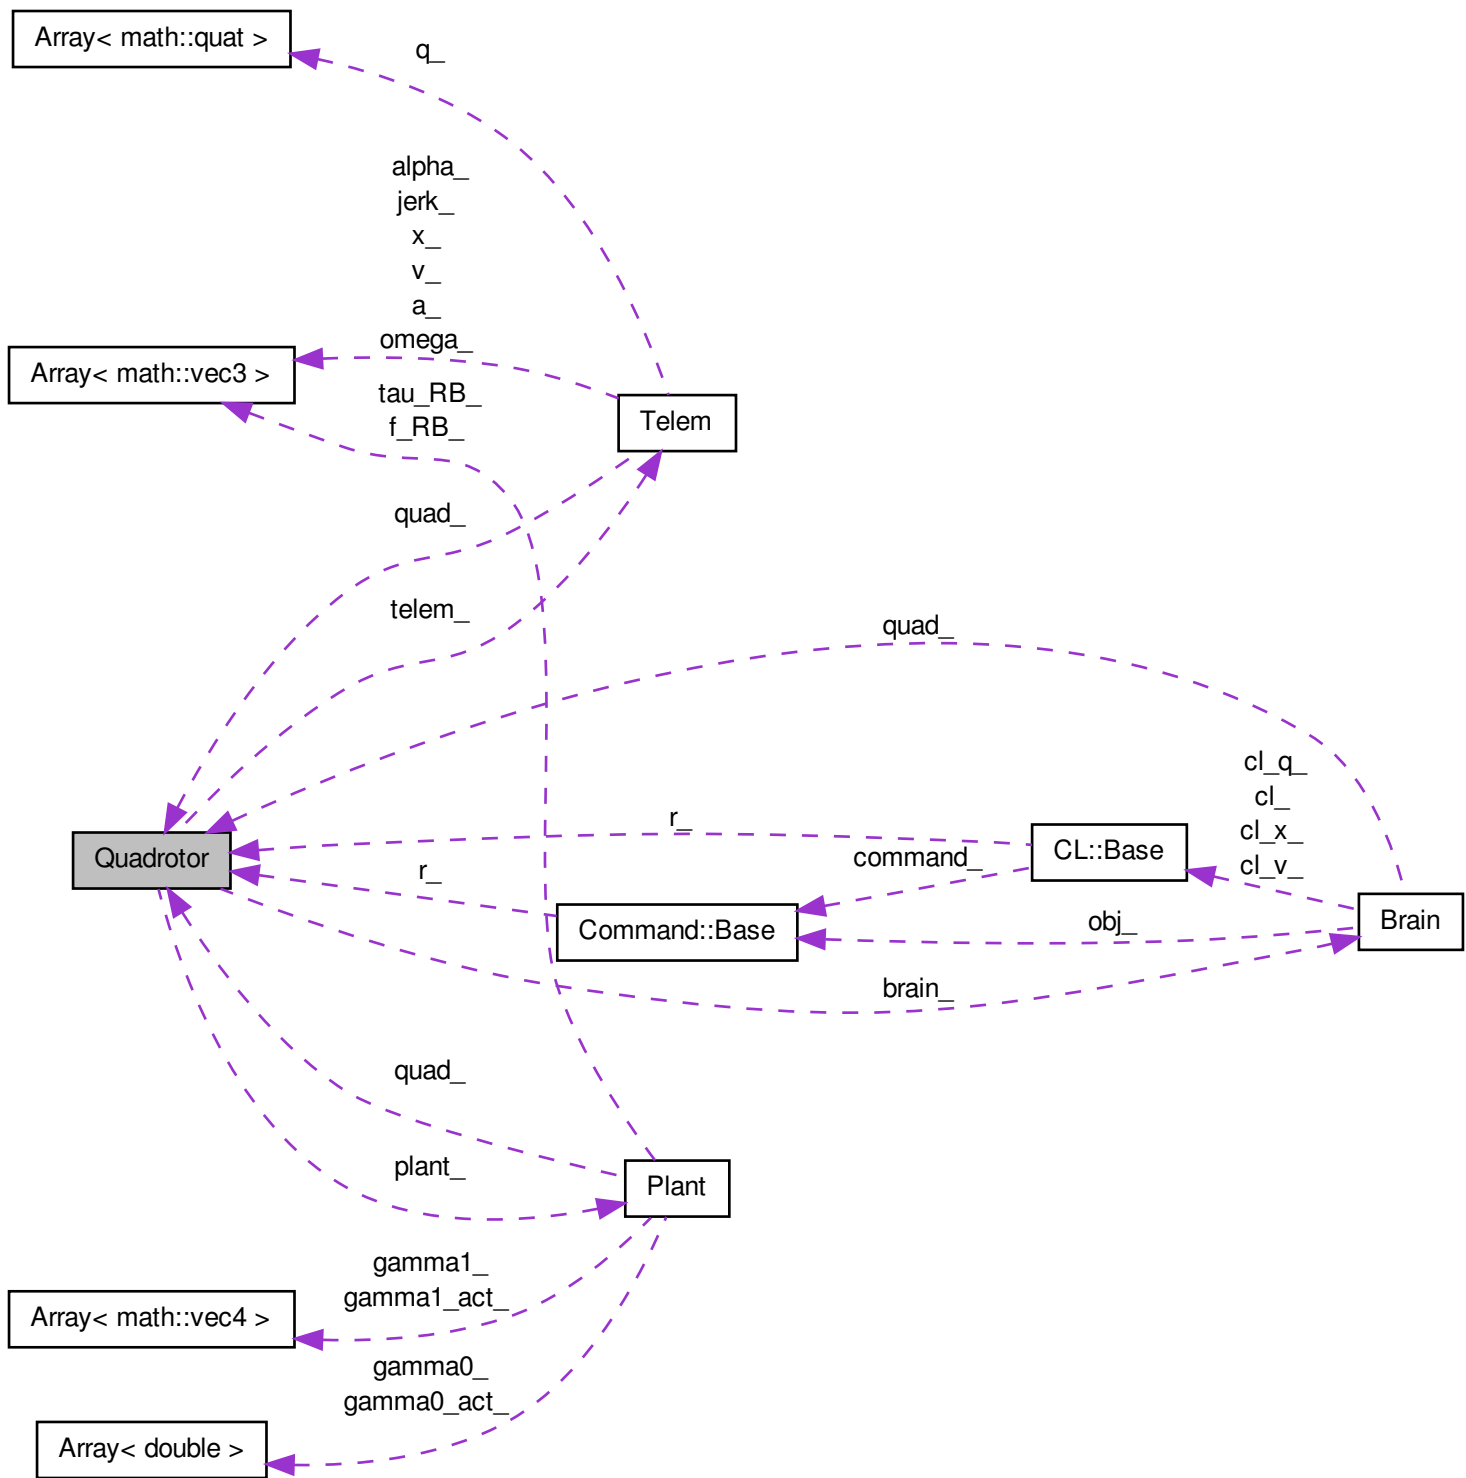 Array< math::quat >
q_
alpha_
jerk_
x_
v_
a_
omega_
Array< math::vec3 >
tau_RB_
f_RB_
Telem
quad_
telem_
quad_
cl_q_
cl_
cl_x_
cl_v_
r_
CL::Base
Quadrotor
command_
r_
Command::Base
obj_
Brain
brain_
quad_
plant_
Plant
gamma1_
gamma1_act_
Array< math::vec4 >
gamma0_
gamma0_act_
Array< double >